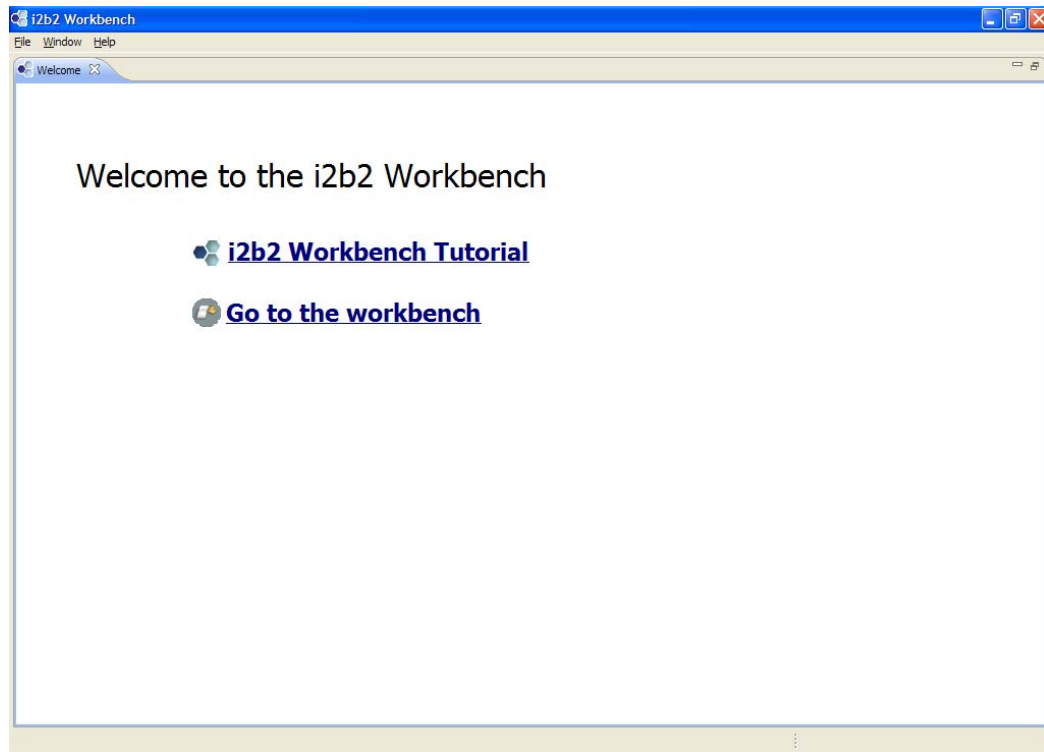 i2b2 Workbench
File Window Help
Welcome
Welcome to the i2b2 Workbench
i2b2 Workbench Tutorial
Go to the workbench